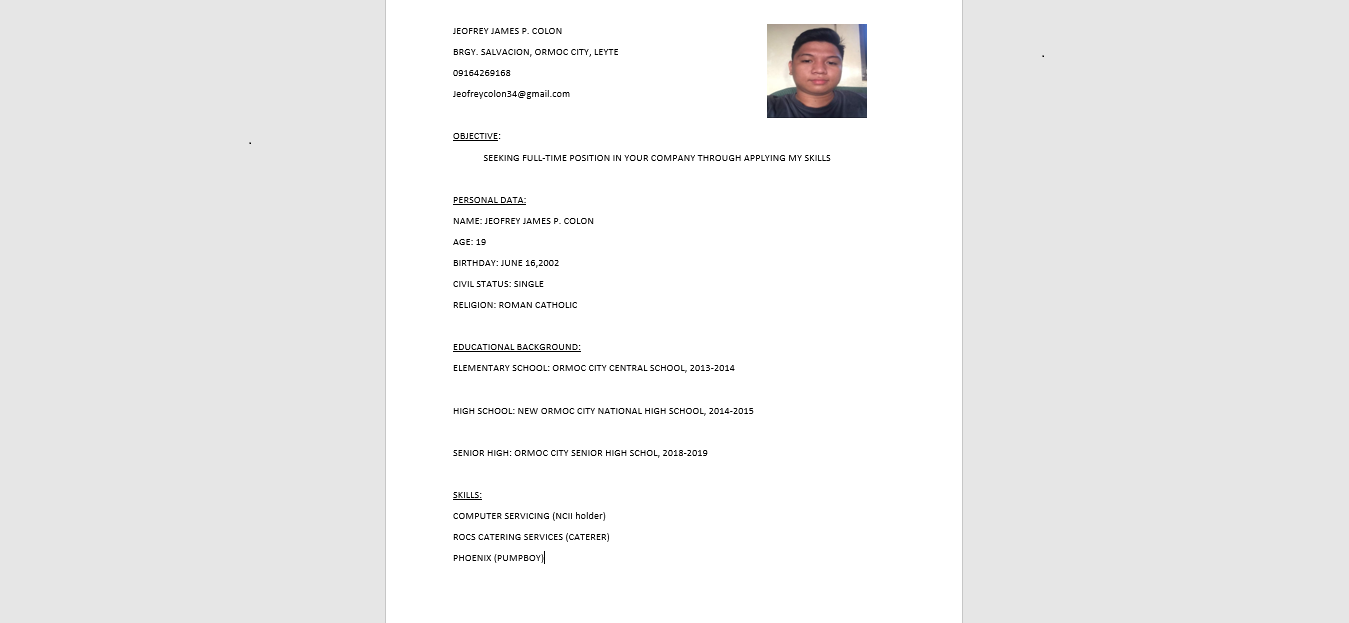 JEOFREY JAMES P. COLON
BRGY. SALVACION, ORMOC CITY, LEYTE
09164269168
Jeofreycolon34@gmail.com
OBJECTIVE:
SEEKING FULL-TIME POSITION IN YOUR COMPANY THROUGH APPLYING MY SKILLS
PERSONAL DATA:
NAME: JEOFREY JAMES P. COLON
AGE: 19
BIRTHDAY: JUNE 16,2002
CIVIL STATUS: SINGLE
RELIGION: ROMAN CATHOLIC
EDUCATIONAL BACKGROUND:
ELEMENTARY SCHOOL: ORMOC CITY CENTRAL SCHOOL, 2013-2014
HIGH SCHOOL: NEW ORMOC CITY NATIONAL HIGH SCHOOL, 2014-2015
SENIOR HIGH: ORMOC CITY SENIOR HIGH SCHOL, 2018-2019
SKILLS:
COMPUTER SERVICING (NCII holder)
ROCS CATERING SERVICES (CATERER)
PHOENIX (PUMPBOY)